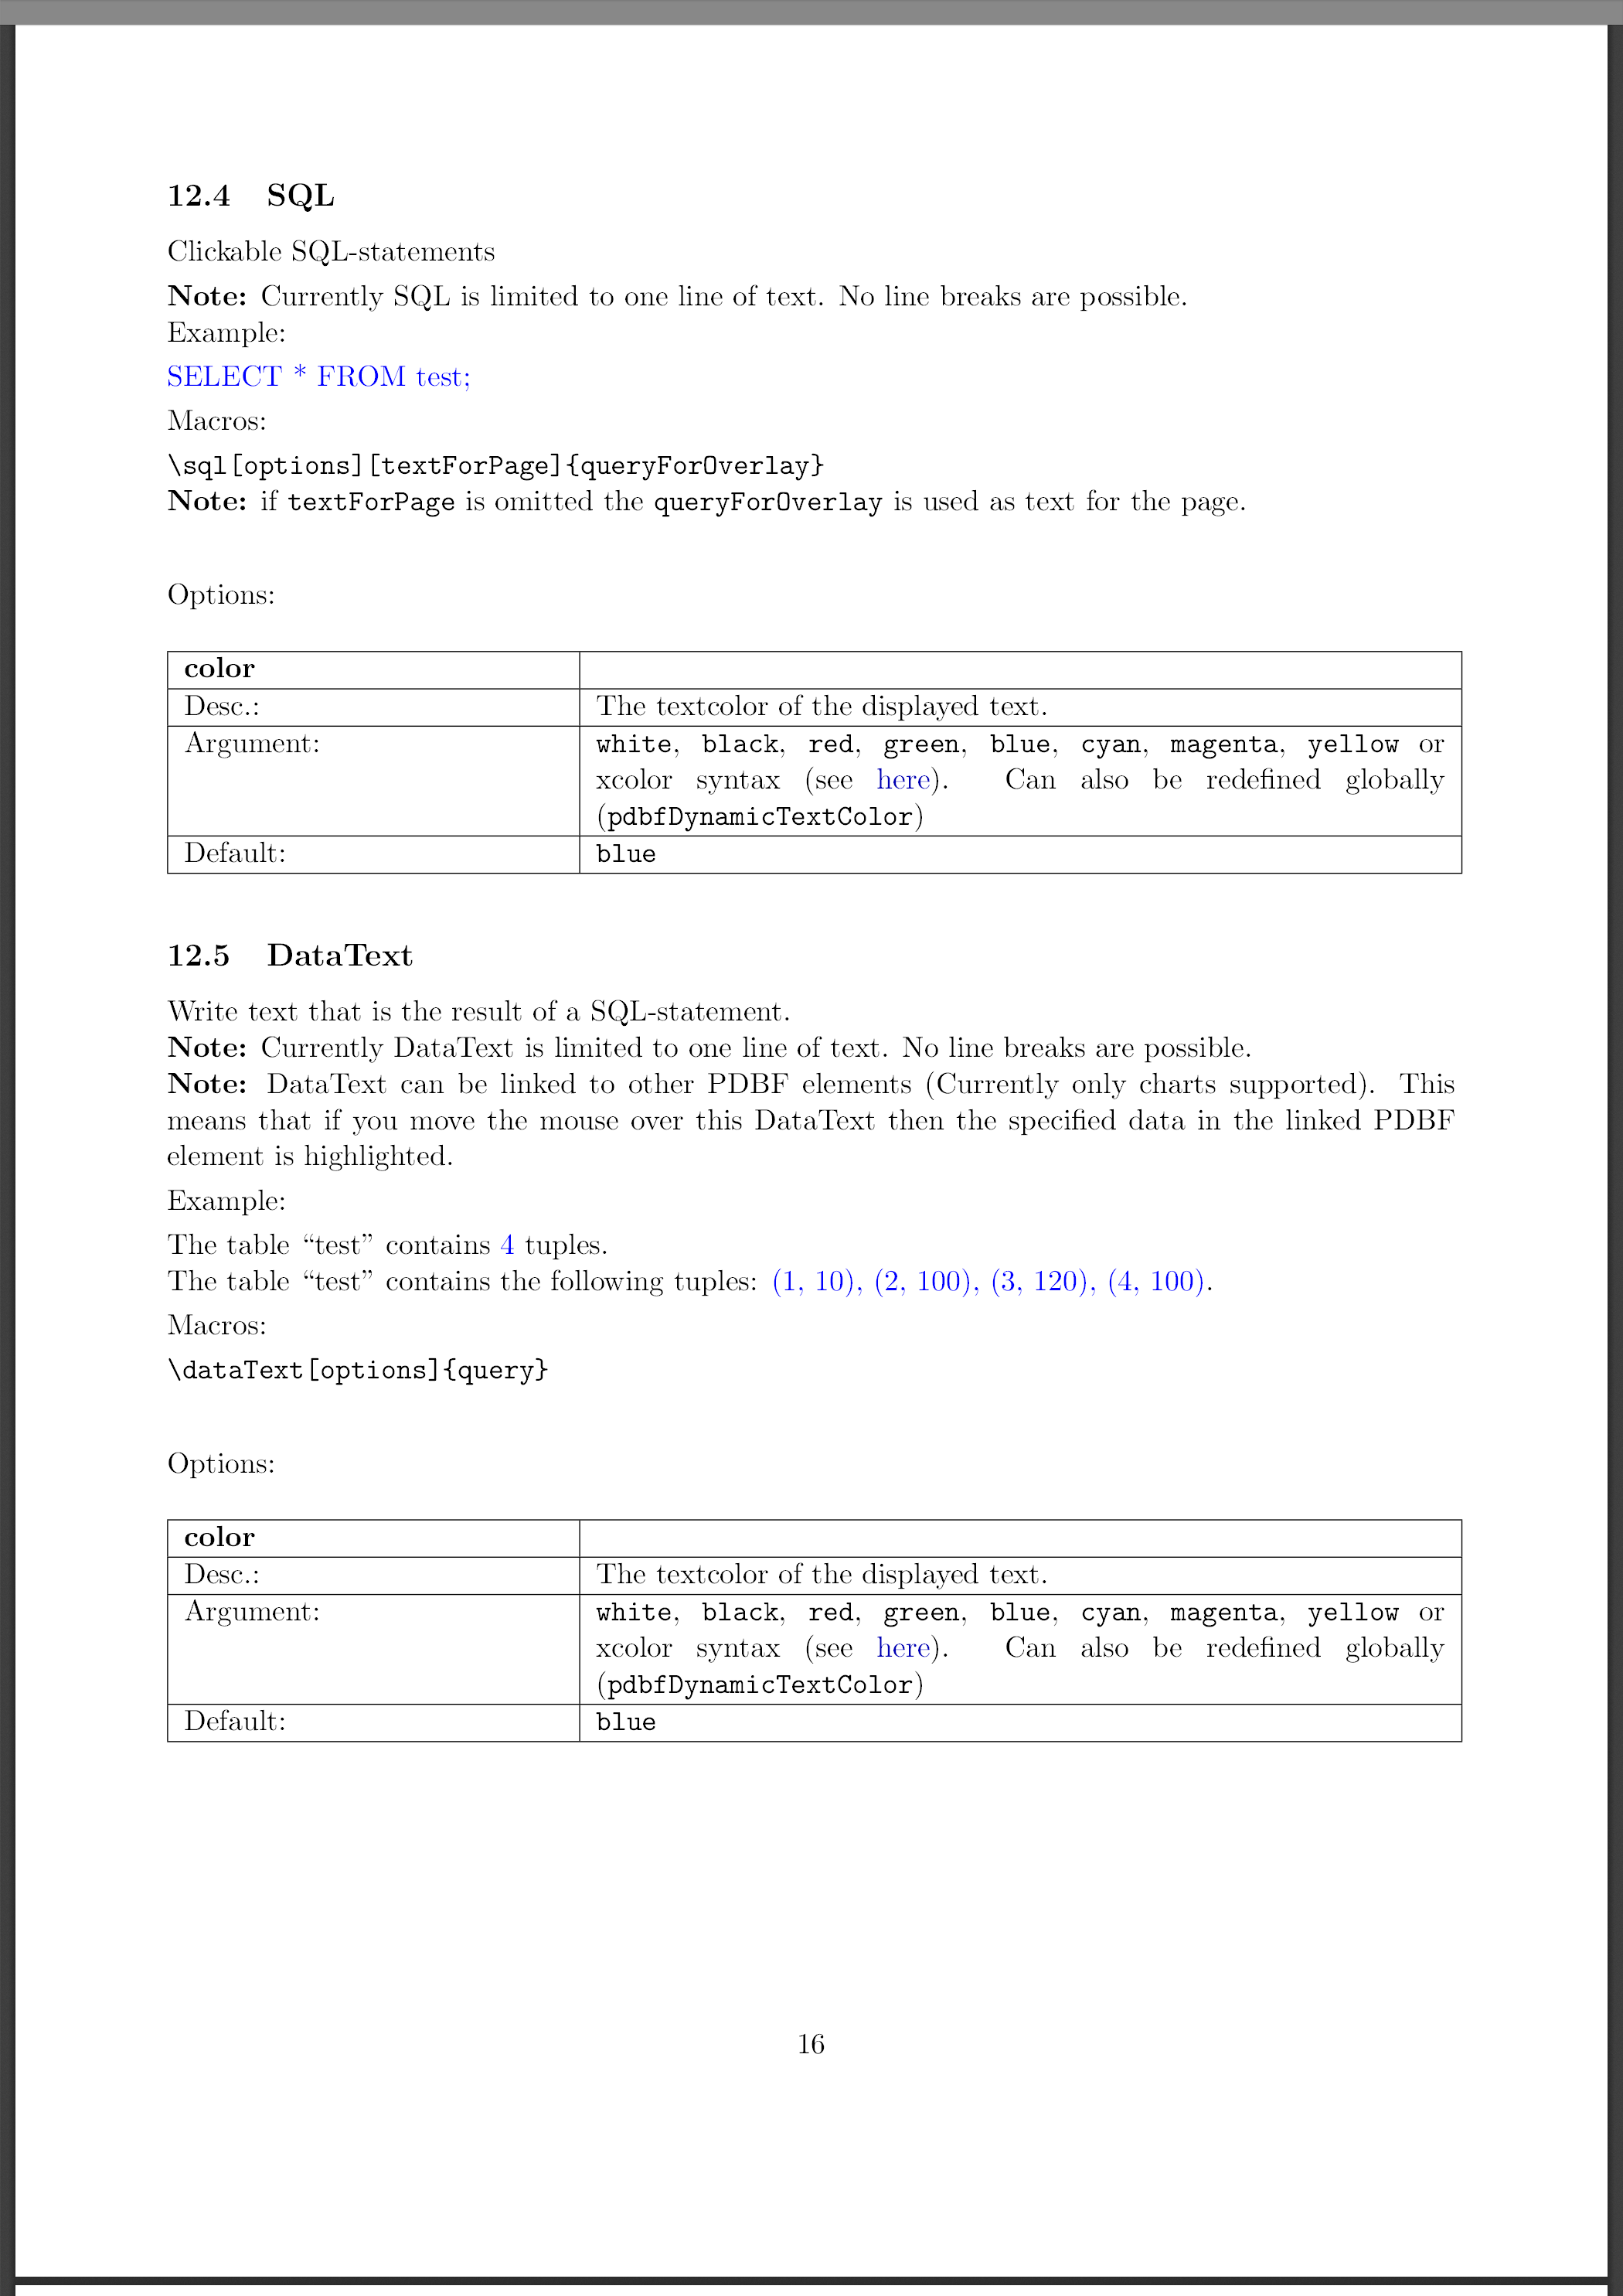 12.4 SQL
Clickable SQL-statements
Note: Currently SQL is limited to one line of text. No line breaks are possible.
Example:
SELECT * FROM test;
Macros:
\sql[options][textForPage]{queryForOverlay}
Note: if textForPage is omitted the queryForOverlay is used as text for the page.
Options:
color
Desc.: The textcolor of the displayed text.
Argument: white, black, red, green, blue, cyan, magenta, yellow or
xcolor syntax (see here). Can also be redefined globally
(pdbfDynamicTextColor)
Default: blue
12.5 DataText
Write text that is the result of a SQL-statement.
Note: Currently DataText is limited to one line of text. No line breaks are possible.
Note: DataText can be linked to other PDBF elements (Currently only charts supported). This
means that if you move the mouse over this DataText then the specified data in the linked PDBF
element is highlighted.
Example:
The table “test” contains 4 tuples.
The table “test” contains the following tuples: (1, 10), (2, 100), (3, 120), (4, 100).
Macros:
\dataText[options]{query}
Options:
color
Desc.: The textcolor of the displayed text.
Argument: white, black, red, green, blue, cyan, magenta, yellow or
xcolor syntax (see here). Can also be redefined globally
(pdbfDynamicTextColor)
Default: blue
16